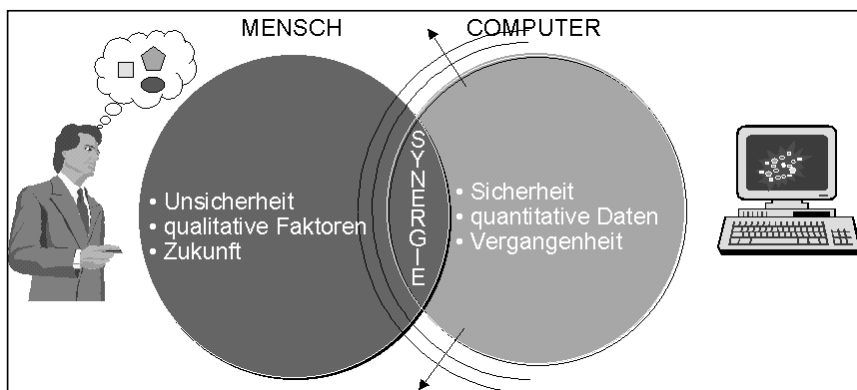 MENSCH
COMPUTER
• Unsicherheit
• qualitative Faktoren
• Zukunft
SYNERGIE
• Sicherheit
• quantitative Daten
• Vergangenheit